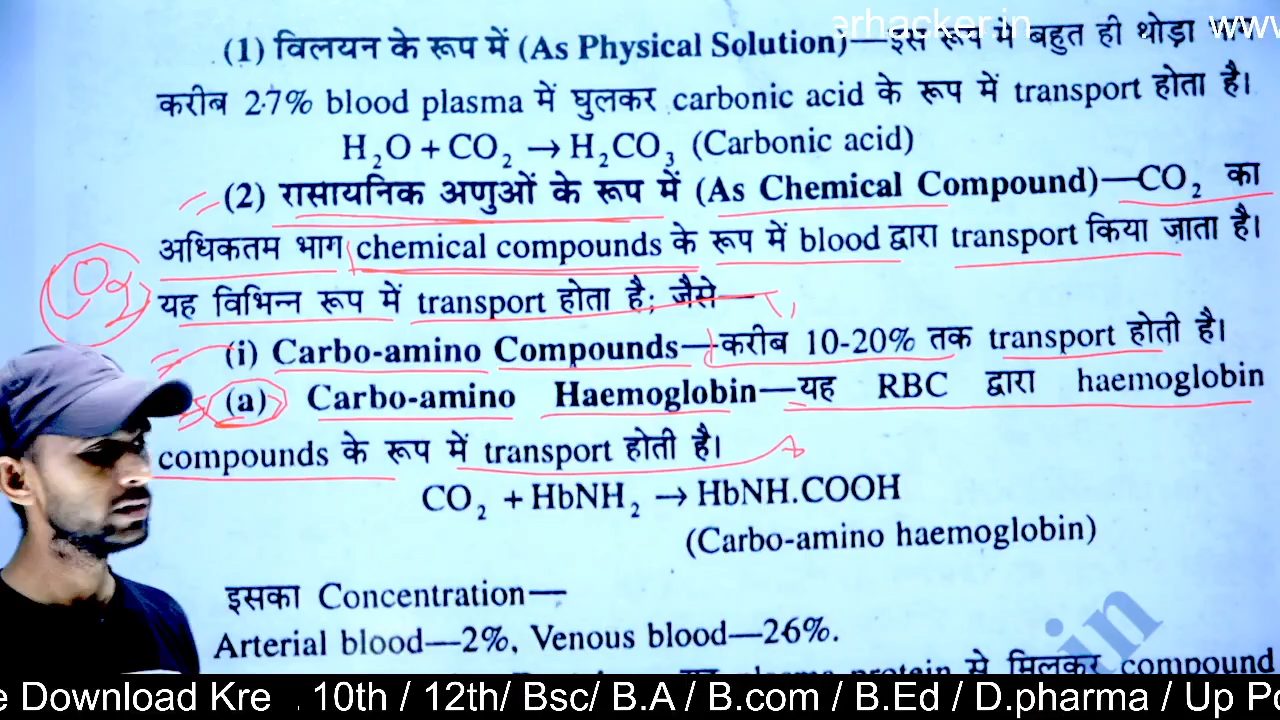 erhacker.in www
(1) विलयन के रूप में (As Physical Solution)—इस रूप में बहुत ही थोड़ा भाग
करीब 2·7% blood plasma में घुलकर carbonic acid के रूप में transport होता है।
H₂O + CO₂ → H₂CO₃ (Carbonic acid)
(2) रासायनिक अणुओं के रूप में (As Chemical Compound)—CO₂ का
अधिकतम भाग chemical compounds के रूप में blood द्वारा transport किया जाता है।
O₂ यह विभिन्न रूप में transport होता है; जैसे—
(i) Carbo-amino Compounds—करीब 10-20% तक transport होती है।
(a) Carbo-amino Haemoglobin—यह RBC द्वारा haemoglobin
compounds के रूप में transport होती है।
CO₂ + HbNH₂ → HbNH.COOH
(Carbo-amino haemoglobin)
इसका Concentration—
Arterial blood—2%, Venous blood—26%.
plasma protein से मिलकर compound
in
e Download Kre . 10th / 12th/ Bsc/ B.A / B.com / B.Ed / D.pharma / Up Po